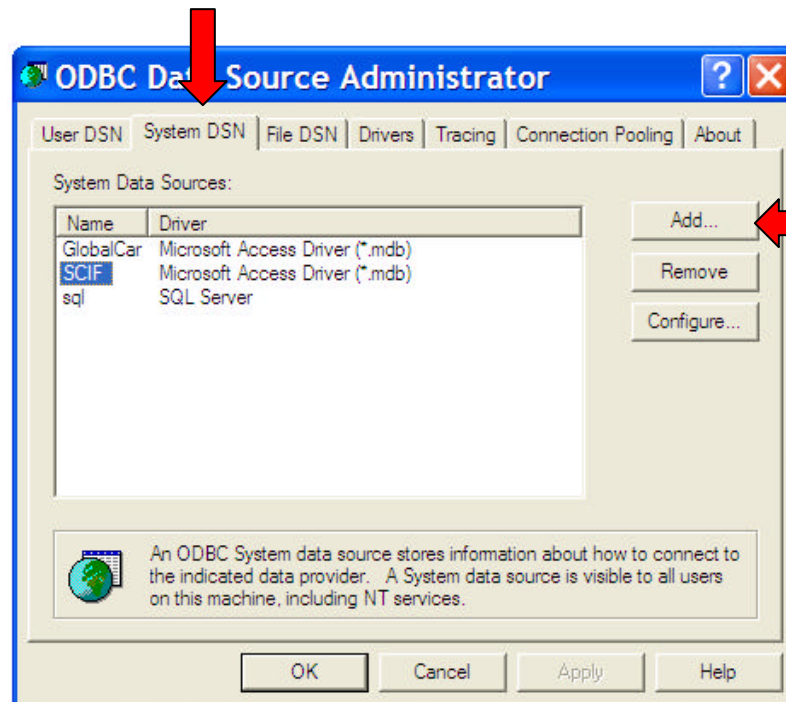 ODBC Data Source Administrator
User DSN System DSN File DSN Drivers Tracing Connection Pooling About
System Data Sources:
Name Driver
GlobalCar Microsoft Access Driver (*.mdb)
SCIF Microsoft Access Driver (*.mdb)
sql SQL Server
Add...
Remove
Configure...
An ODBC System data source stores information about how to connect to
the indicated data provider. A System data source is visible to all users
on this machine, including NT services.
OK Cancel Apply Help